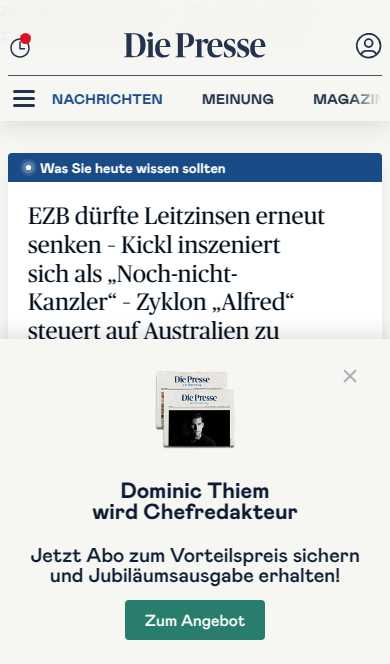 Die Presse
NACHRICHTEN MEINUNG MAGAZIN
Was Sie heute wissen sollten
EZB dürfte Leitzinsen erneut
senken – Kickl inszeniert
sich als „Noch-nicht-
Kanzler“ – Zyklon „Alfred“
steuert auf Australien zu
Die Presse
Die Presse
Dominic Thiem
wird Chefredakteur
Jetzt Abo zum Vorteilspreis sichern
und Jubiläumsausgabe erhalten!
Zum Angebot